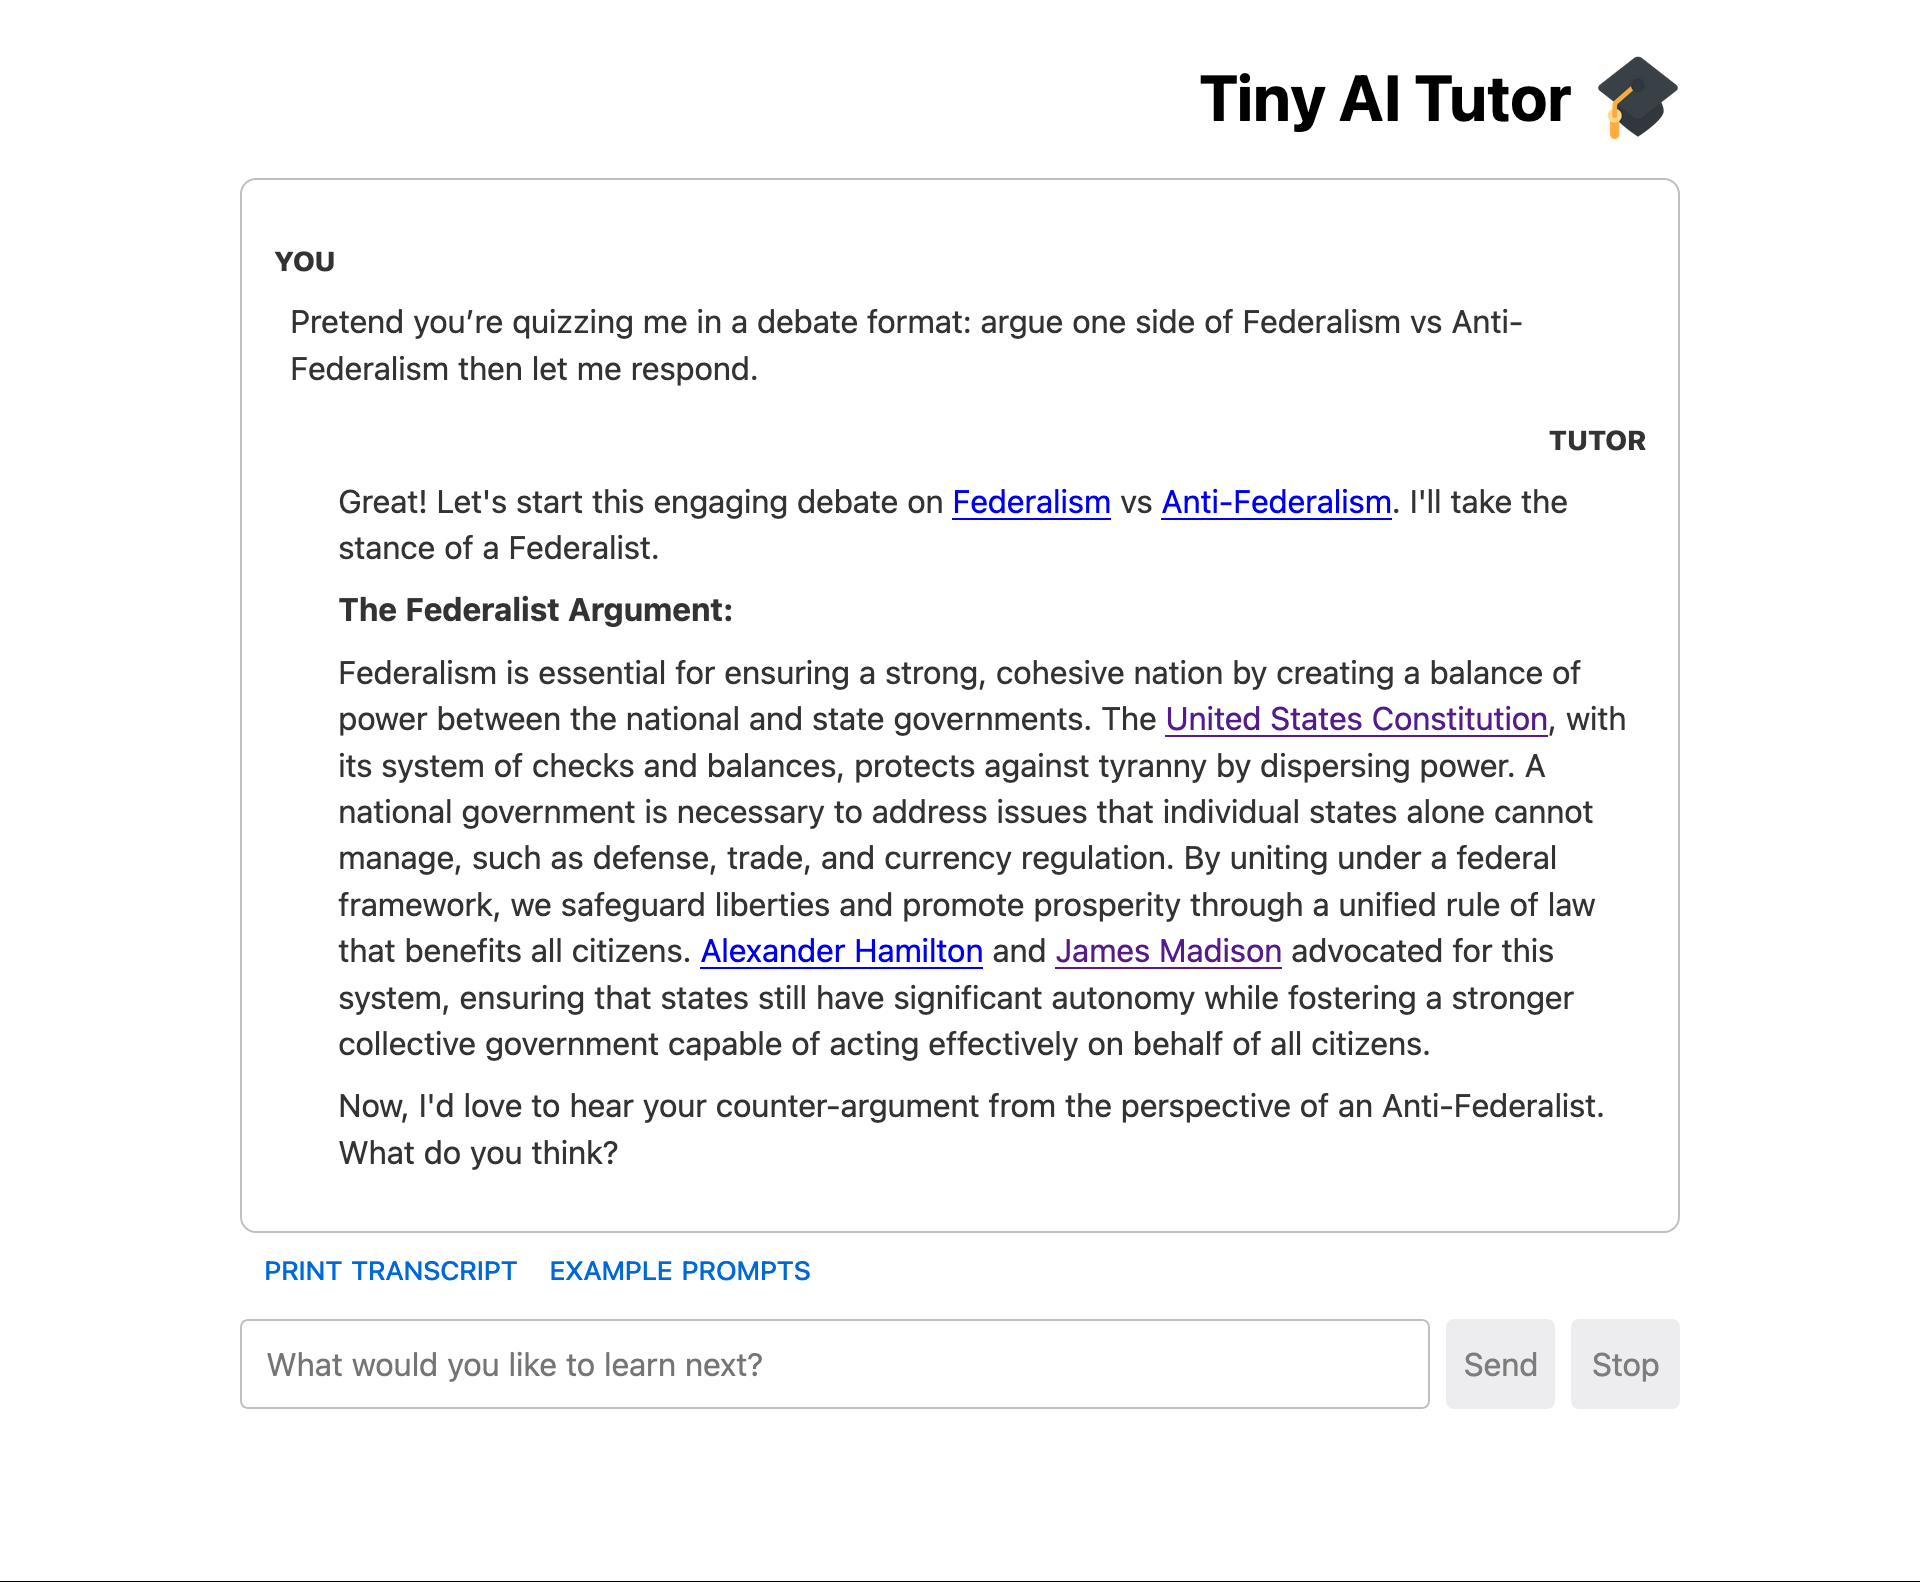 Tiny AI Tutor
YOU
Pretend you’re quizzing me in a debate format: argue one side of Federalism vs Anti-
Federalism then let me respond.
TUTOR
Great! Let's start this engaging debate on Federalism vs Anti-Federalism. I'll take the
stance of a Federalist.
The Federalist Argument:
Federalism is essential for ensuring a strong, cohesive nation by creating a balance of
power between the national and state governments. The United States Constitution, with
its system of checks and balances, protects against tyranny by dispersing power. A
national government is necessary to address issues that individual states alone cannot
manage, such as defense, trade, and currency regulation. By uniting under a federal
framework, we safeguard liberties and promote prosperity through a unified rule of law
that benefits all citizens. Alexander Hamilton and James Madison advocated for this
system, ensuring that states still have significant autonomy while fostering a stronger
collective government capable of acting effectively on behalf of all citizens.
Now, I'd love to hear your counter-argument from the perspective of an Anti-Federalist.
What do you think?
PRINT TRANSCRIPT EXAMPLE PROMPTS
What would you like to learn next? Send Stop